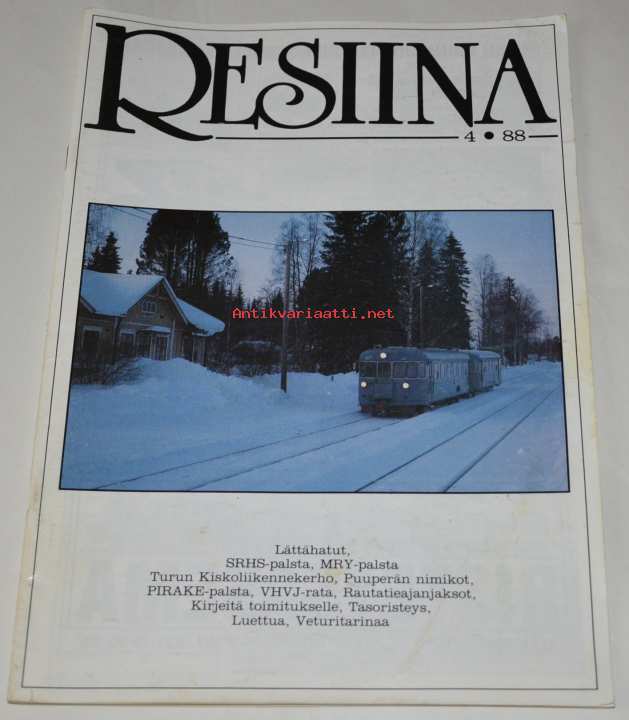 RESIINA
4 • 88
Antikvariaatti.net
Lättähatut,
SRHS-palsta, MRY-palsta
Turun Kiskoliikennekerho, Puuperän nimikot,
PIRAKE-palsta, VHVJ-rata, Rautatieajanjaksot,
Kirjeitä toimitukselle, Tasoristeys,
Luettua, Veturitarinaa